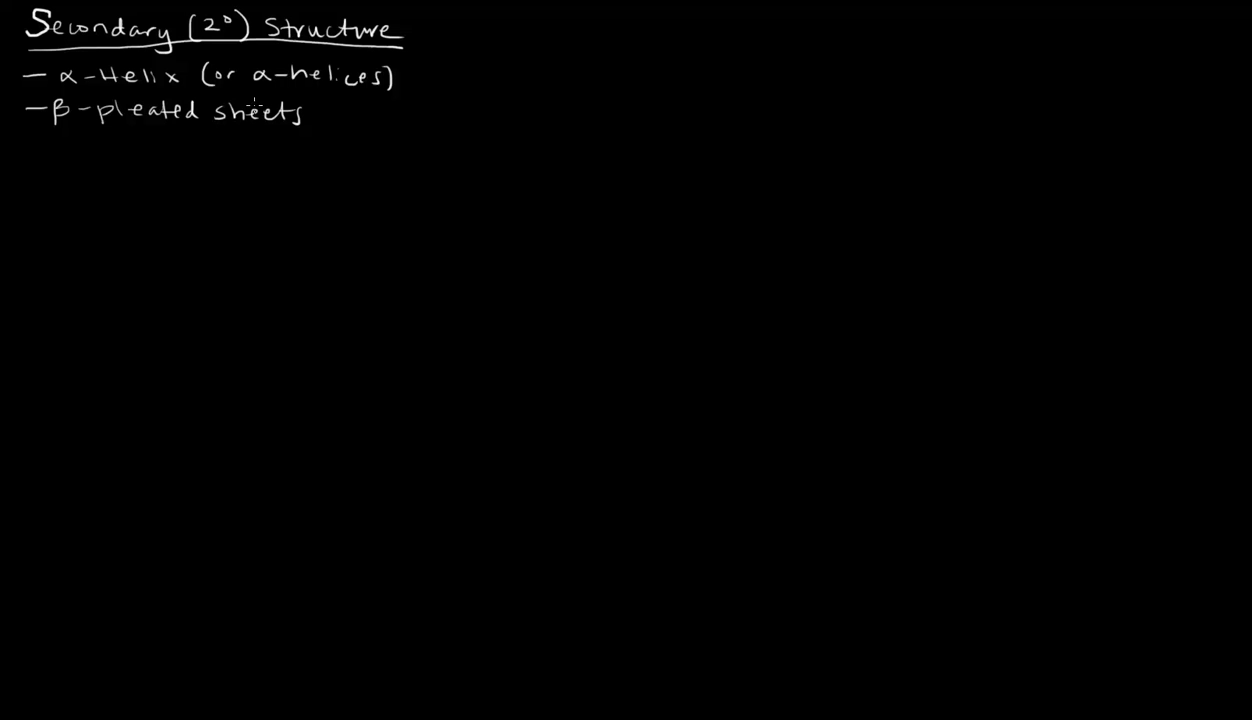 Secondary (2°) Structure
- α-Helix (or α-helices)
- β-pleated sheets